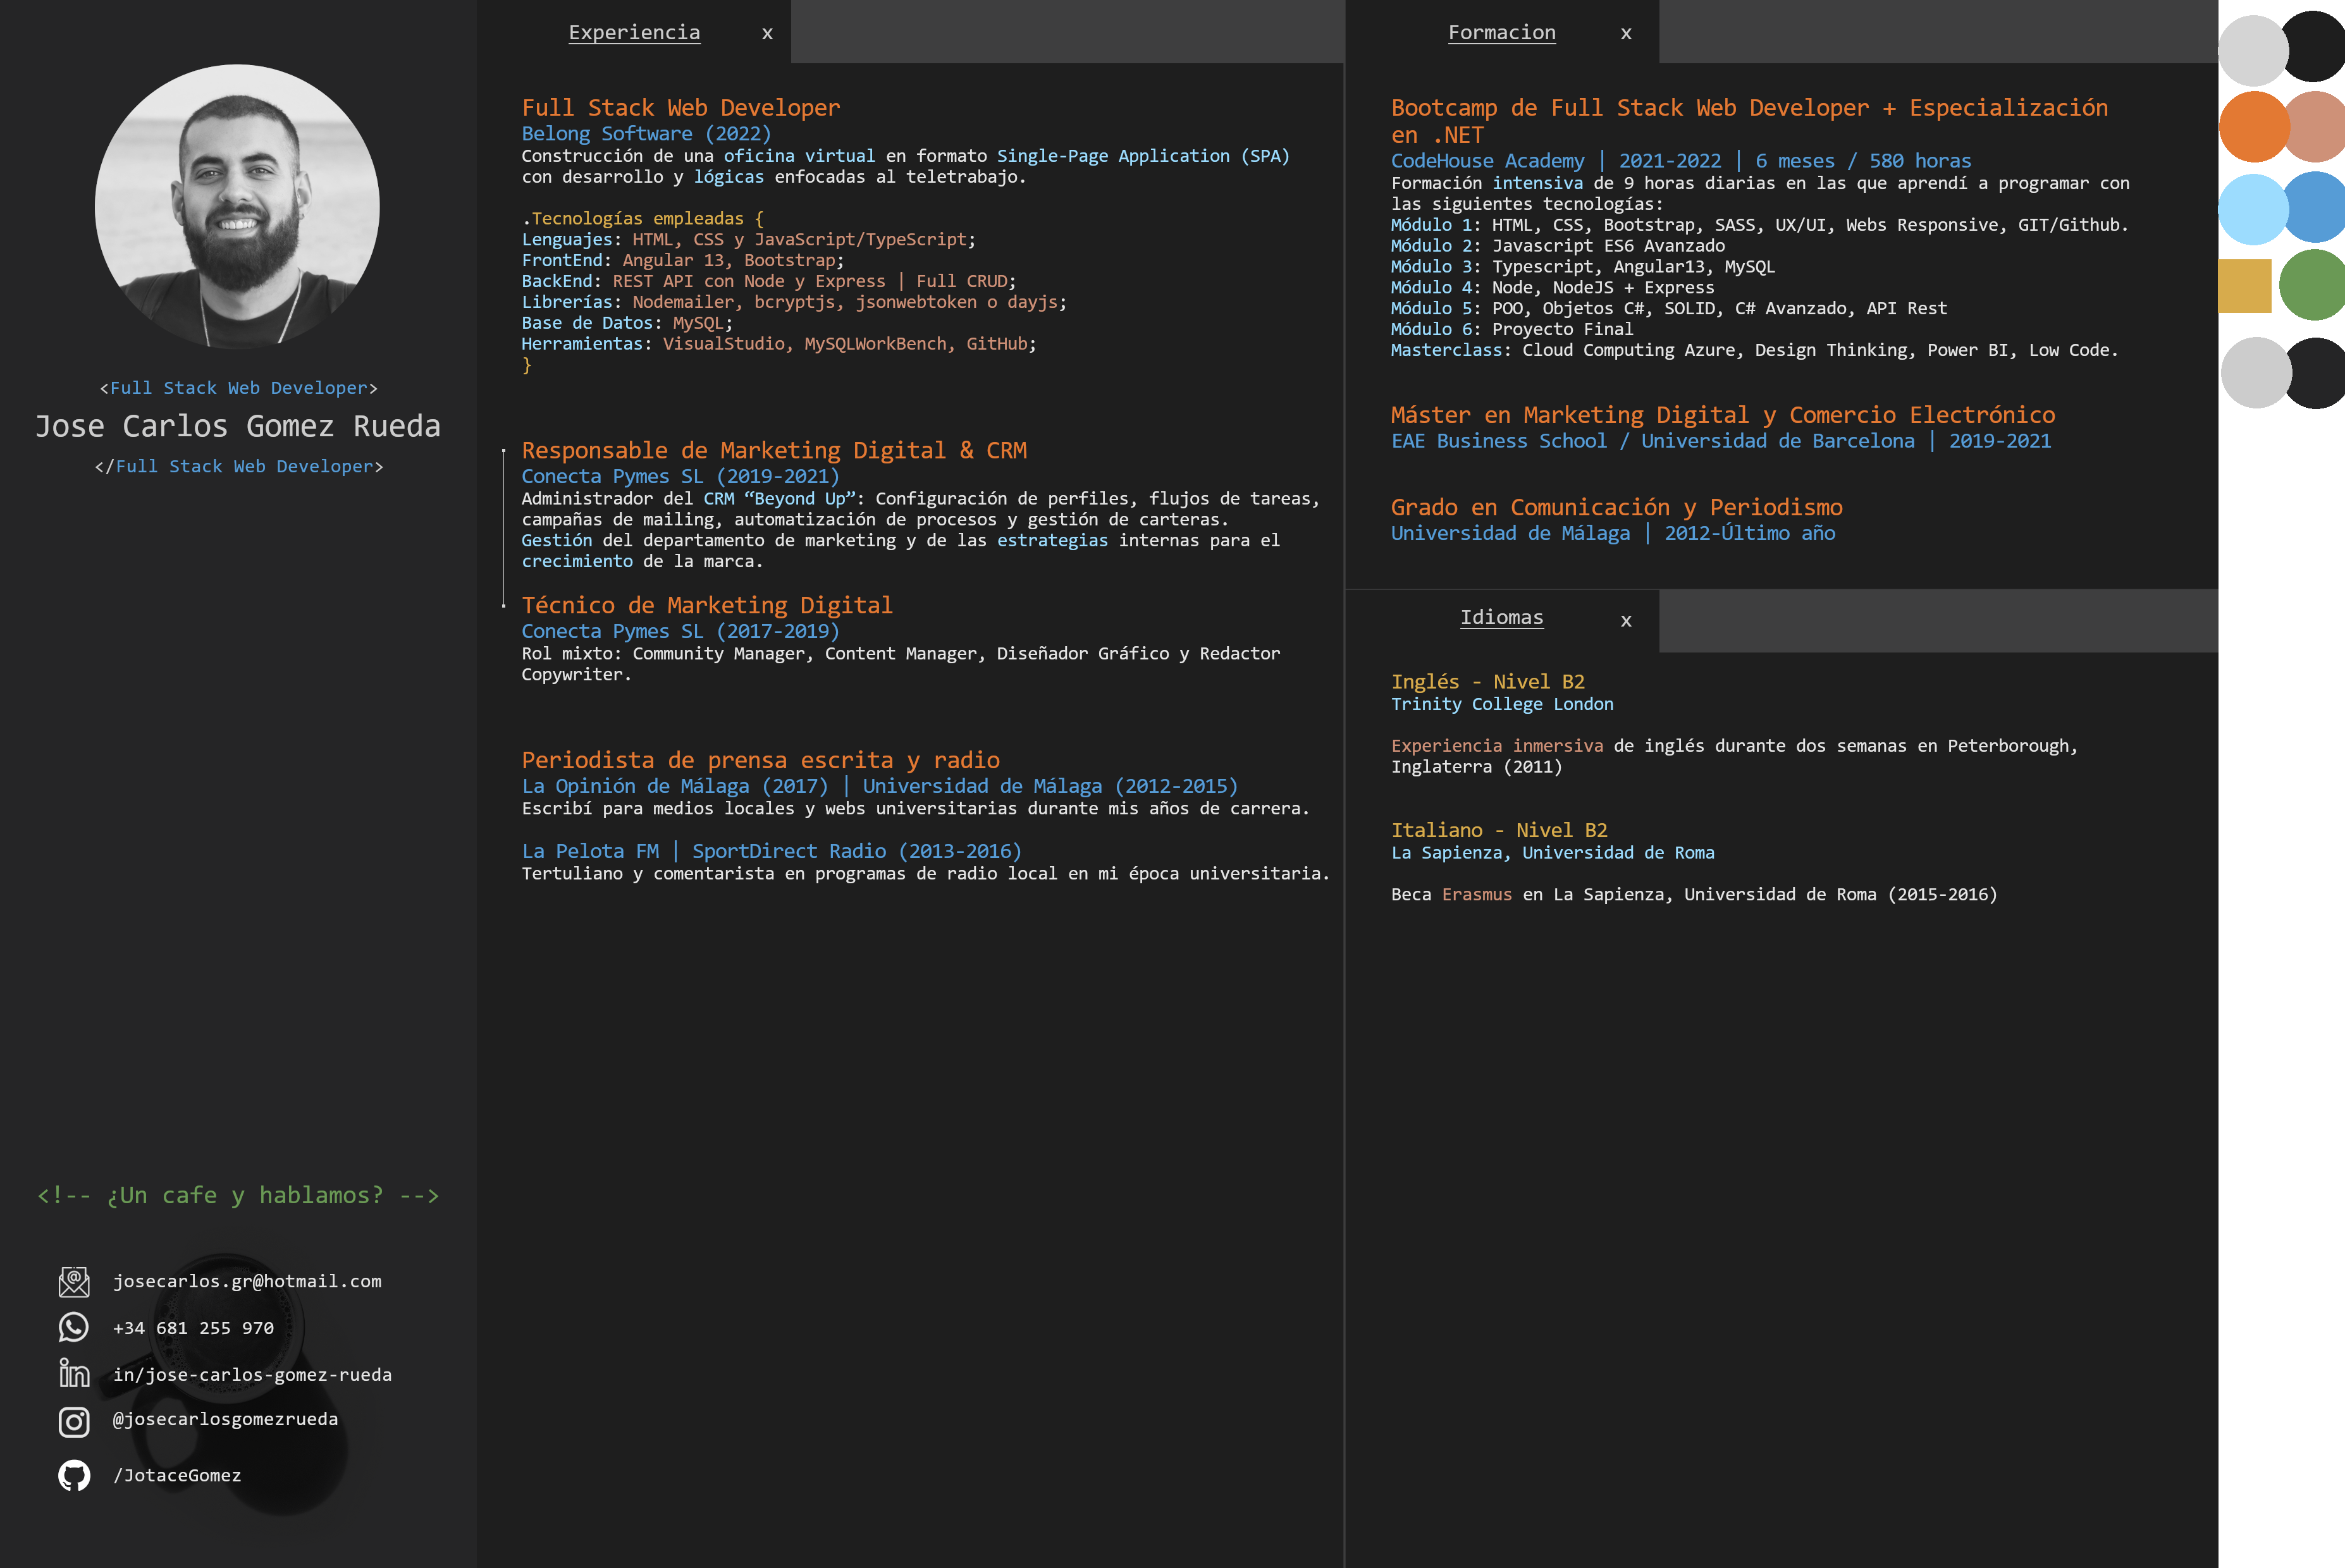 <Full Stack Web Developer>
Jose Carlos Gomez Rueda
</Full Stack Web Developer>
<!-- ¿Un cafe y hablamos? -->
josecarlos.gr@hotmail.com
+34 681 255 970
in/jose-carlos-gomez-rueda
@josecarlosgomezrueda
/JotaceGomez
Experiencia x
Full Stack Web Developer
Belong Software (2022)
Construcción de una oficina virtual en formato Single-Page Application (SPA)
con desarrollo y lógicas enfocadas al teletrabajo.
.Tecnologías empleadas {
Lenguajes: HTML, CSS y JavaScript/TypeScript;
FrontEnd: Angular 13, Bootstrap;
BackEnd: REST API con Node y Express | Full CRUD;
Librerías: Nodemailer, bcryptjs, jsonwebtoken o dayjs;
Base de Datos: MySQL;
Herramientas: VisualStudio, MySQLWorkBench, GitHub;
}
Responsable de Marketing Digital & CRM
Conecta Pymes SL (2019-2021)
Administrador del CRM “Beyond Up”: Configuración de perfiles, flujos de tareas,
campañas de mailing, automatización de procesos y gestión de carteras.
Gestión del departamento de marketing y de las estrategias internas para el
crecimiento de la marca.
Técnico de Marketing Digital
Conecta Pymes SL (2017-2019)
Rol mixto: Community Manager, Content Manager, Diseñador Gráfico y Redactor
Copywriter.
Periodista de prensa escrita y radio
La Opinión de Málaga (2017) | Universidad de Málaga (2012-2015)
Escribí para medios locales y webs universitarias durante mis años de carrera.
La Pelota FM | SportDirect Radio (2013-2016)
Tertuliano y comentarista en programas de radio local en mi época universitaria.
Formacion x
Bootcamp de Full Stack Web Developer + Especialización
en .NET
CodeHouse Academy | 2021-2022 | 6 meses / 580 horas
Formación intensiva de 9 horas diarias en las que aprendí a programar con
las siguientes tecnologías:
Módulo 1: HTML, CSS, Bootstrap, SASS, UX/UI, Webs Responsive, GIT/Github.
Módulo 2: Javascript ES6 Avanzado
Módulo 3: Typescript, Angular13, MySQL
Módulo 4: Node, NodeJS + Express
Módulo 5: POO, Objetos C#, SOLID, C# Avanzado, API Rest
Módulo 6: Proyecto Final
Masterclass: Cloud Computing Azure, Design Thinking, Power BI, Low Code.
Máster en Marketing Digital y Comercio Electrónico
EAE Business School / Universidad de Barcelona | 2019-2021
Grado en Comunicación y Periodismo
Universidad de Málaga | 2012-Último año
Idiomas x
Inglés - Nivel B2
Trinity College London
Experiencia inmersiva de inglés durante dos semanas en Peterborough,
Inglaterra (2011)
Italiano - Nivel B2
La Sapienza, Universidad de Roma
Beca Erasmus en La Sapienza, Universidad de Roma (2015-2016)